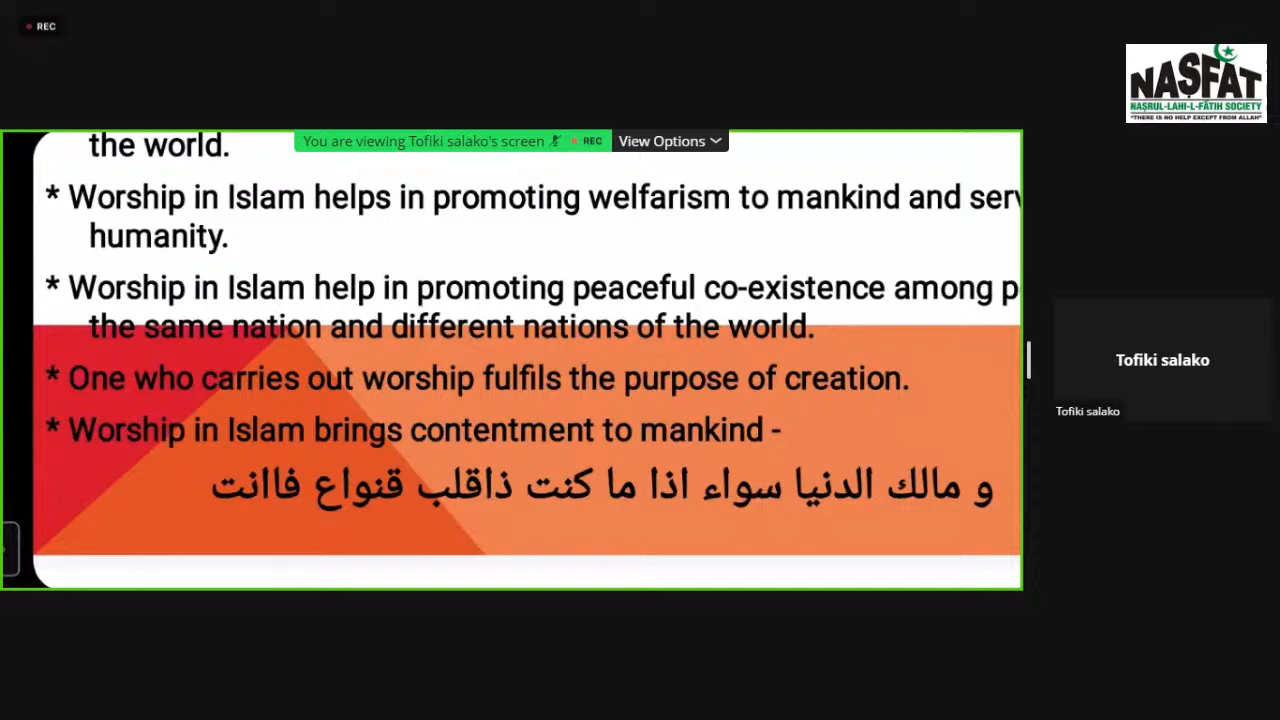 REC
NAṢFAT
NAṢRUL-LAHI-L-FĀTIH SOCIETY
"THERE IS NO HELP EXCEPT FROM ALLAH"
You are viewing Tofiki salako's screen REC View Options
the world.
* Worship in Islam helps in promoting welfarism to mankind and serv
humanity.
* Worship in Islam help in promoting peaceful co-existence among p
the same nation and different nations of the world.
* One who carries out worship fulfils the purpose of creation.
* Worship in Islam brings contentment to mankind -
و مالك الدنيا سواء اذا ما كنت ذاقلب قنواع فاانت
Tofiki salako
Tofiki salako